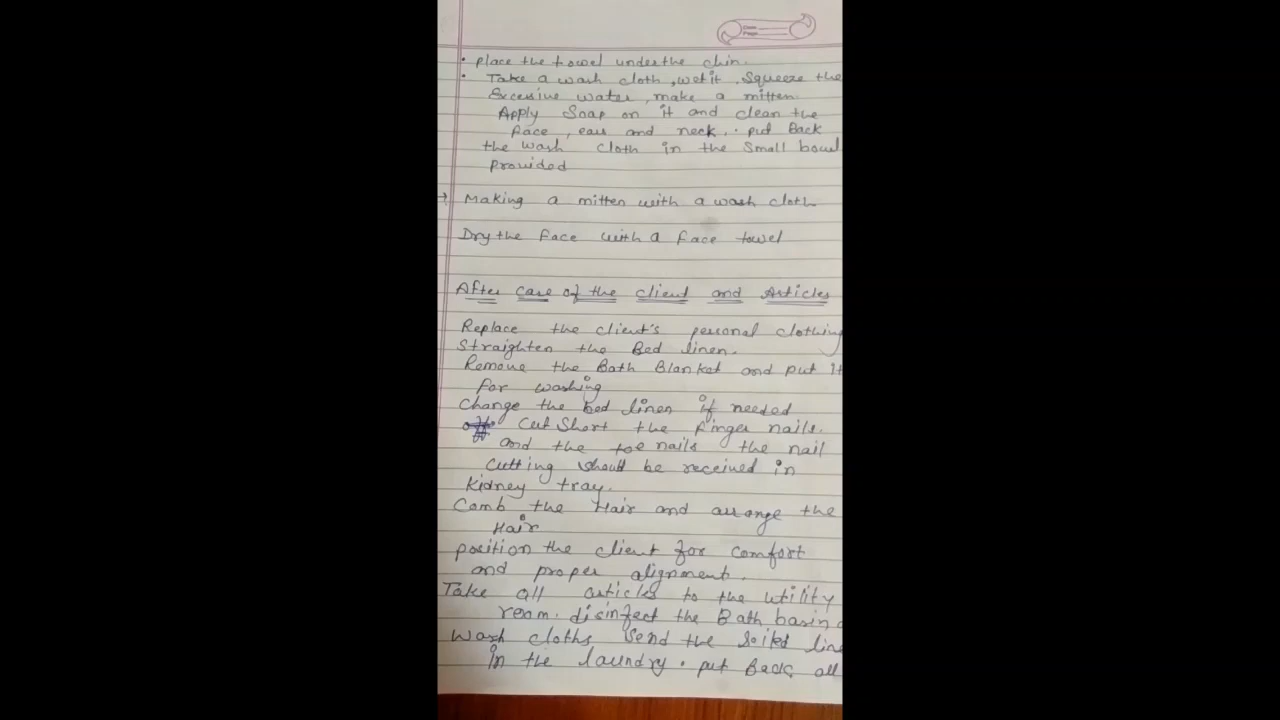 • place the towel under the chin.
• Take a wash cloth, wet it, squeeze the
Excessive water, make a mitten.
Apply Soap on it and clean the
face, ears and neck. • put Back
the wash cloth in the small bowl
provided
→ Making a mitten with a wash cloth
Dry the face with a face towel
After care of the client and Articles
Replace the client's personal clothing
Straighten the Bed linen.
Remove the Bath Blanket and put it
for washing
Change the bed linen if needed
Cut Short the finger nails.
and the toe nails the nail
cutting should be received in
kidney tray.
Comb the Hair and arrange the
Hair
position the client for comfort
and proper alignment.
Take all articles to the utility
room. disinfect the Bath basin
wash cloths send the soiled
in the laundry. put Back all